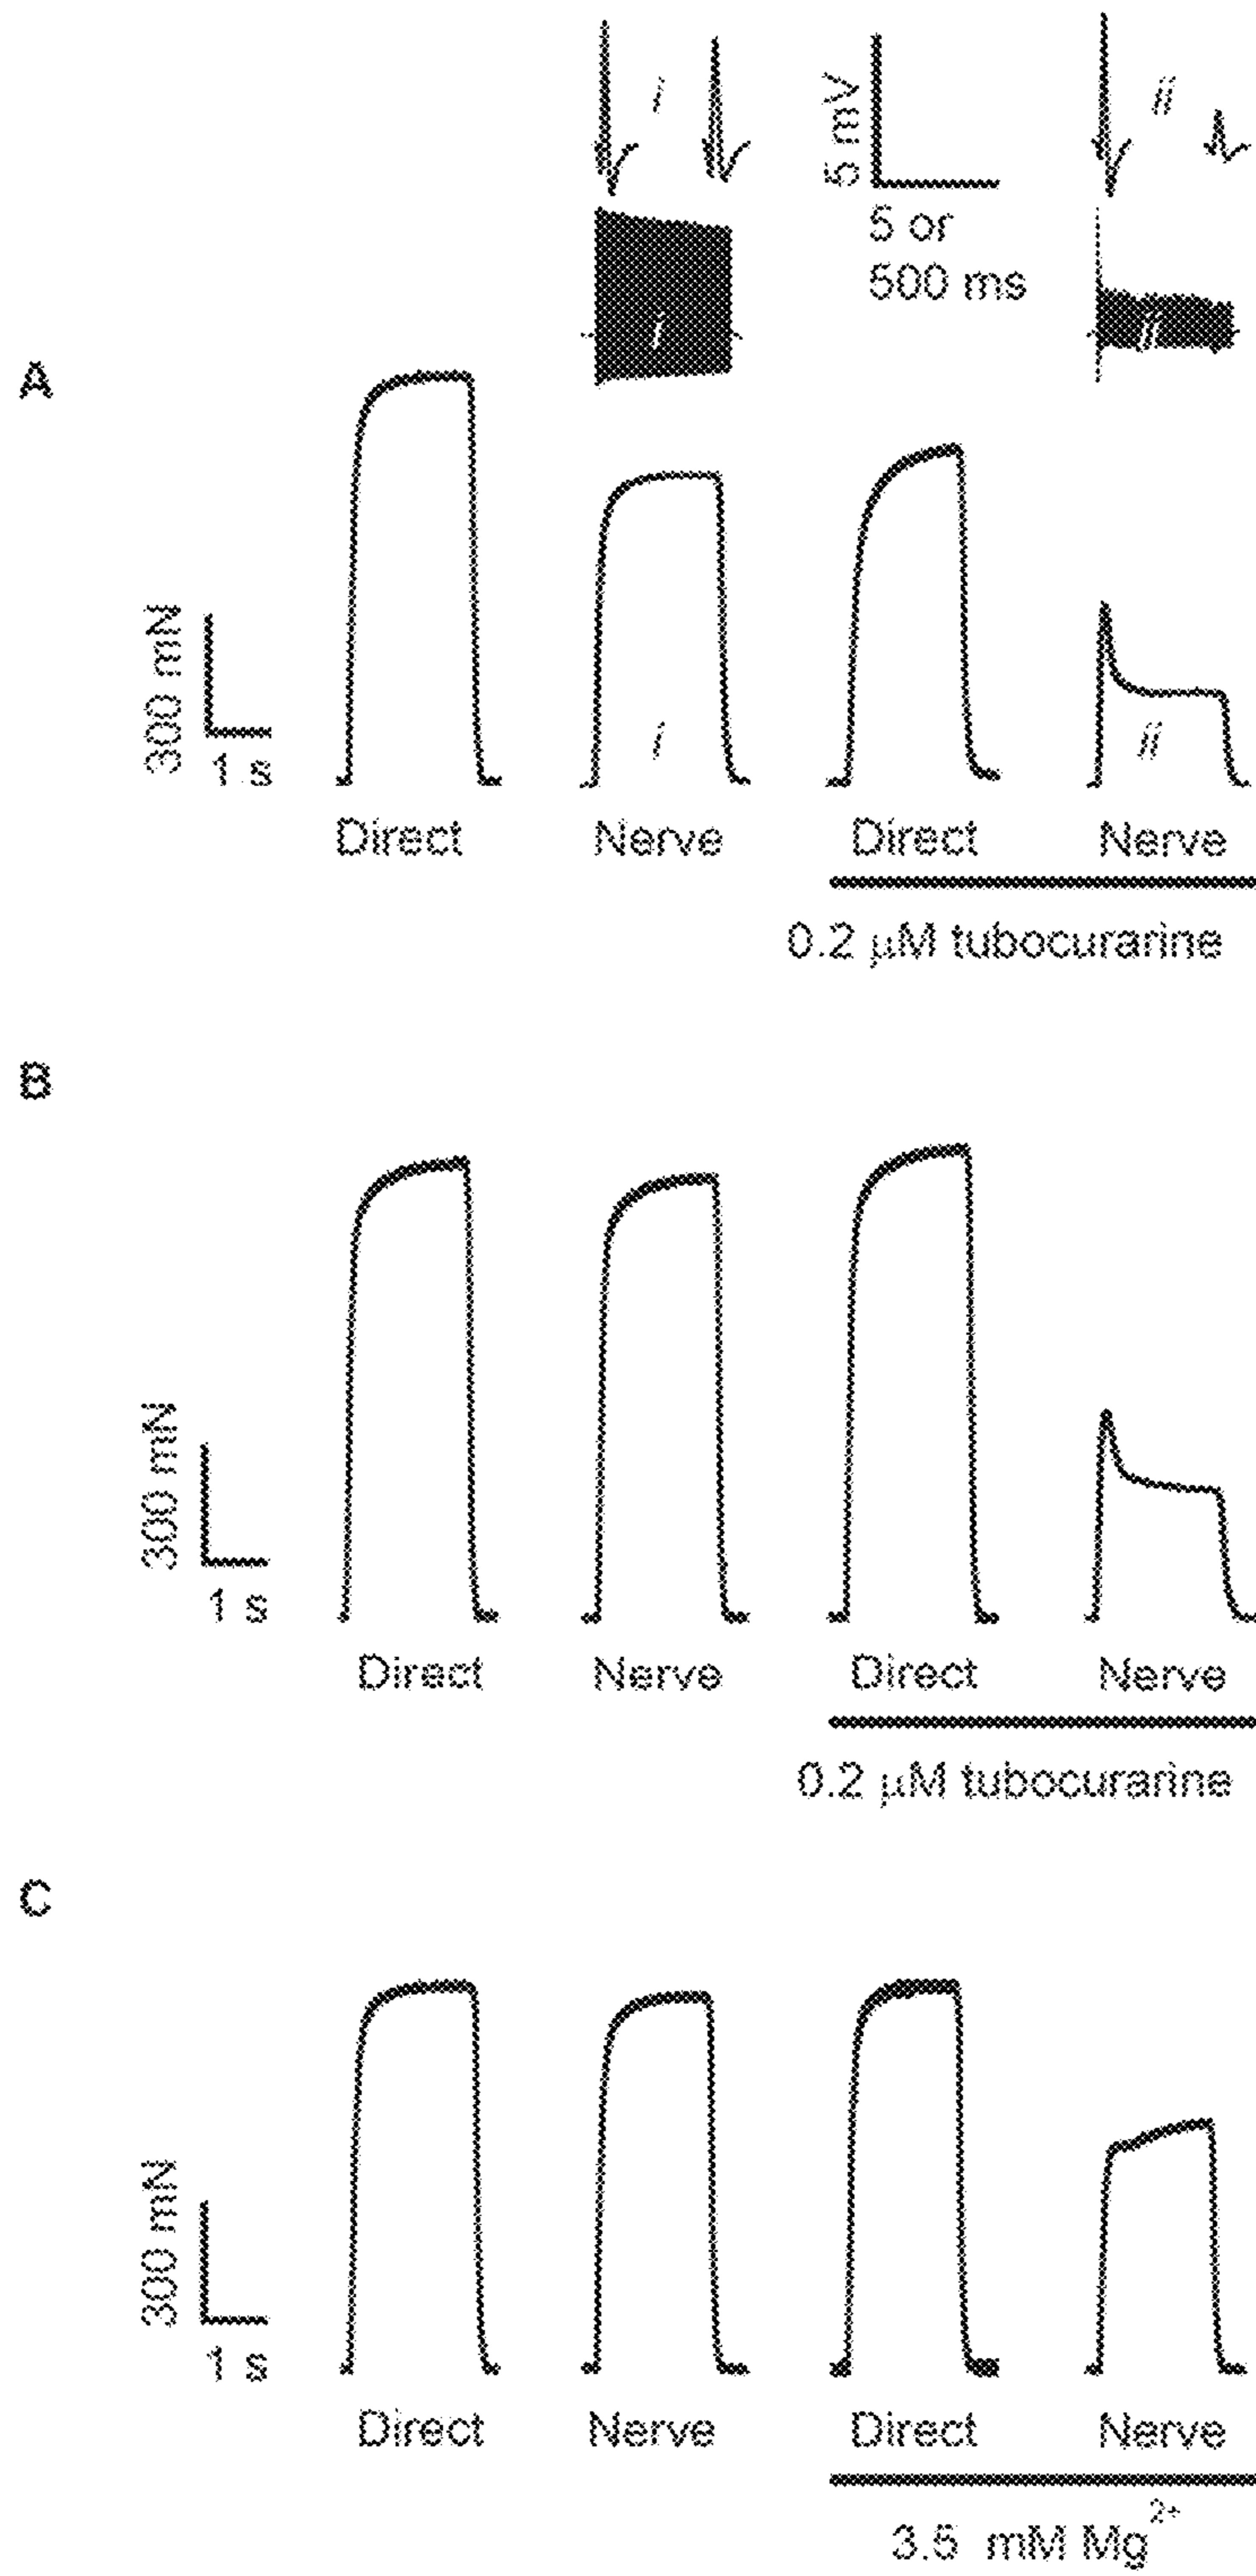 i
5 mV
5 or
500 ms
ii
i
ii
A
300 mN
1 s
i
ii
Direct
Nerve
Direct
Nerve
0.2 μM tubocurarine
B
300 mN
1 s
Direct
Nerve
Direct
Nerve
0.2 μM tubocurarine
C
300 mN
1 s
Direct
Nerve
Direct
Nerve
3.5 mM Mg²⁺